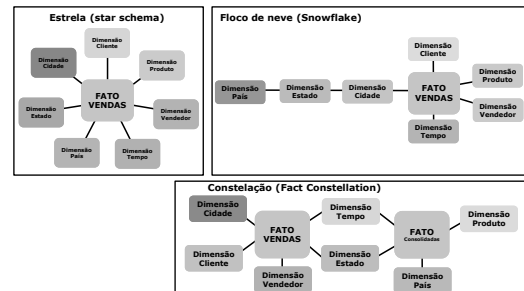 Estrela (star schema)
Dimensão
Cliente
Dimensão
Cidade
Dimensão
Produto
FATO
VENDAS
Dimensão
Estado
Dimensão
Vendedor
Dimensão
País
Dimensão
Tempo
Floco de neve (Snowflake)
Dimensão
Cliente
Dimensão
Produto
Dimensão
País
Dimensão
Estado
Dimensão
Cidade
FATO
VENDAS
Dimensão
Vendedor
Dimensão
Tempo
Constelação (Fact Constellation)
Dimensão
Cidade
Dimensão
Tempo
Dimensão
Produto
FATO
VENDAS
FATO
Consolidadas
Dimensão
Cliente
Dimensão
Estado
Dimensão
Vendedor
Dimensão
País